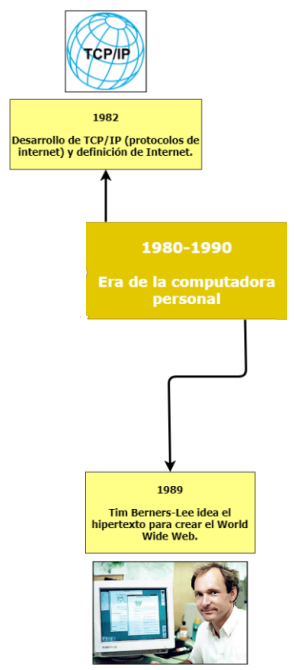 TCP/IP
1982
Desarrollo de TCP/IP (protocolos de
internet) y definición de Internet.
1980-1990
Era de la computadora
personal
1989
Tim Berners-Lee idea el
hipertexto para crear el World
Wide Web.